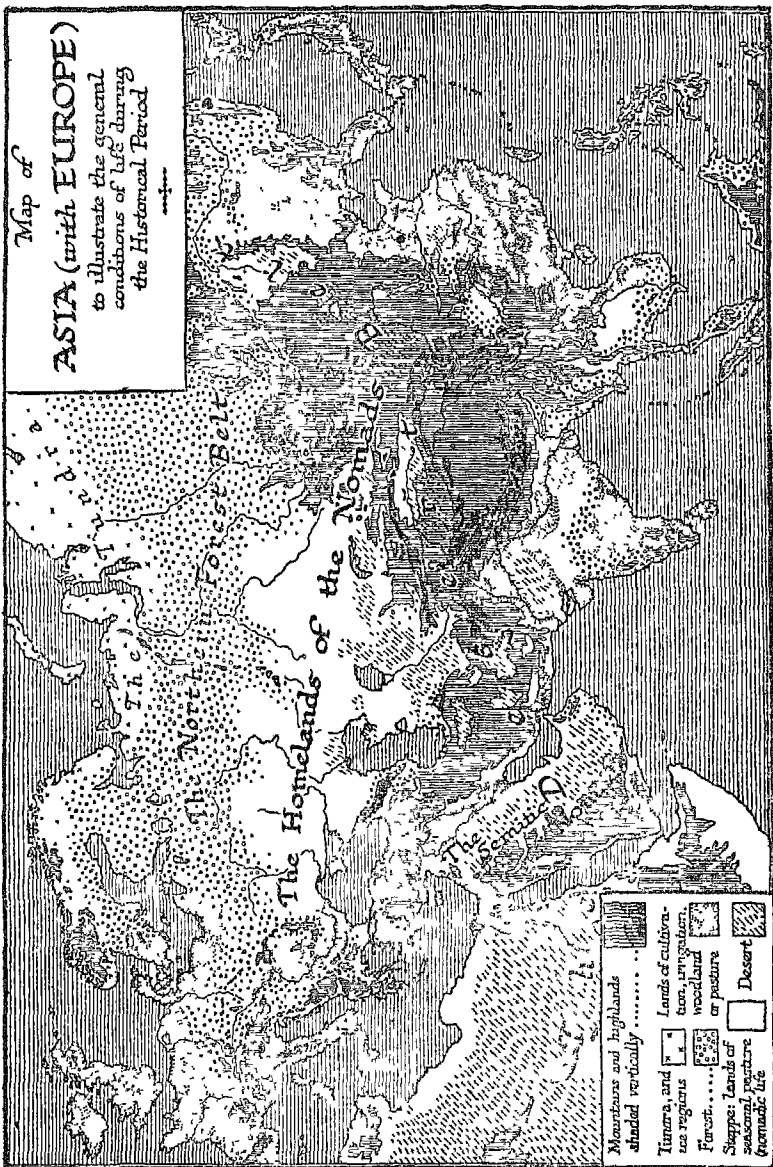 Map of
ASIA (with EUROPE)
to illustrate the general
conditions of life during
the Historical Period
Tundra
The
The Northern Forest Belt
The Homelands of the Nomads
The
Semitic D
Mountains and highlands
shaded vertically ........
Tundra, and
ice regions
Forest......
Steppe: lands of
seasonal pasture
(nomadic life
Lands of cultiva-
tion, irrigation,
woodland
or pasture
Desert